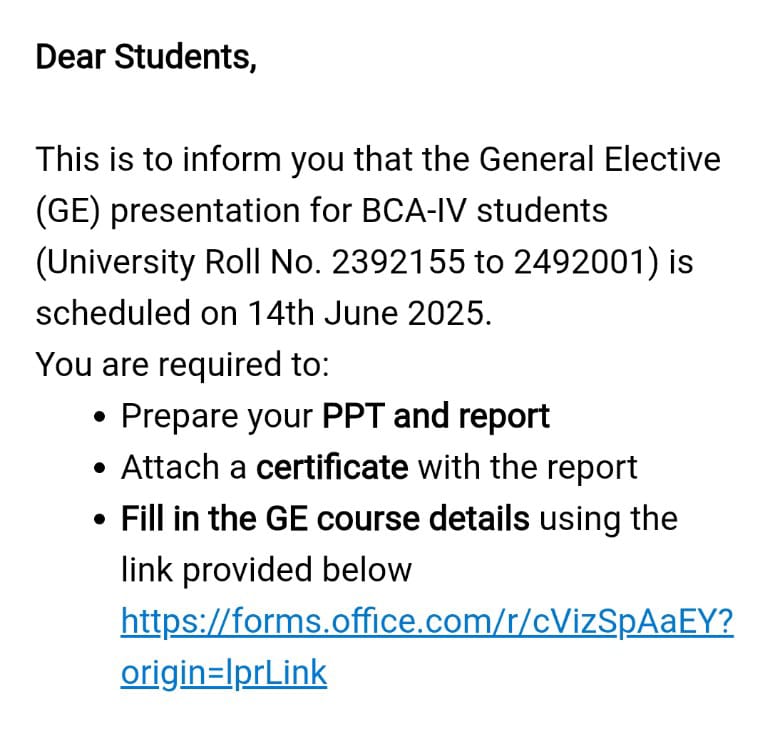 Dear Students,
This is to inform you that the General Elective
(GE) presentation for BCA-IV students
(University Roll No. 2392155 to 2492001) is
scheduled on 14th June 2025.
You are required to:
• Prepare your PPT and report
• Attach a certificate with the report
• Fill in the GE course details using the
link provided below
https://forms.office.com/r/cVizSpAaEY?
origin=lprLink